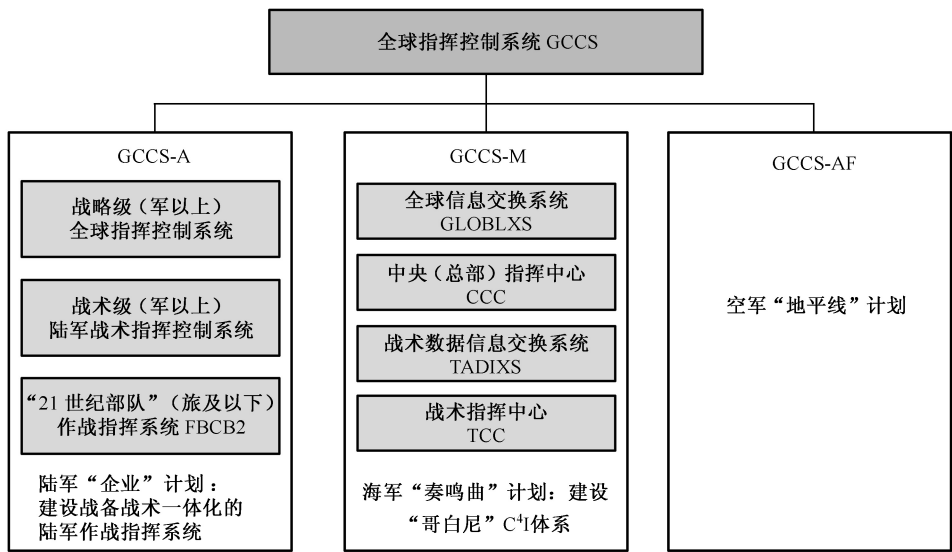 全球指挥控制系统 GCCS
GCCS-A
战略级（军以上）
全球指挥控制系统
战术级（军以上）
陆军战术指挥控制系统
“21 世纪部队”（旅及以下）
作战指挥系统 FBCB2
陆军“企业”计划：
建设战备战术一体化的
陆军作战指挥系统
GCCS-M
全球信息交换系统
GLOBLXS
中央（总部）指挥中心
CCC
战术数据信息交换系统
TADIXS
战术指挥中心
TCC
海军“奏鸣曲”计划：建设
“哥白尼”C⁴I体系
GCCS-AF
空军“地平线”计划